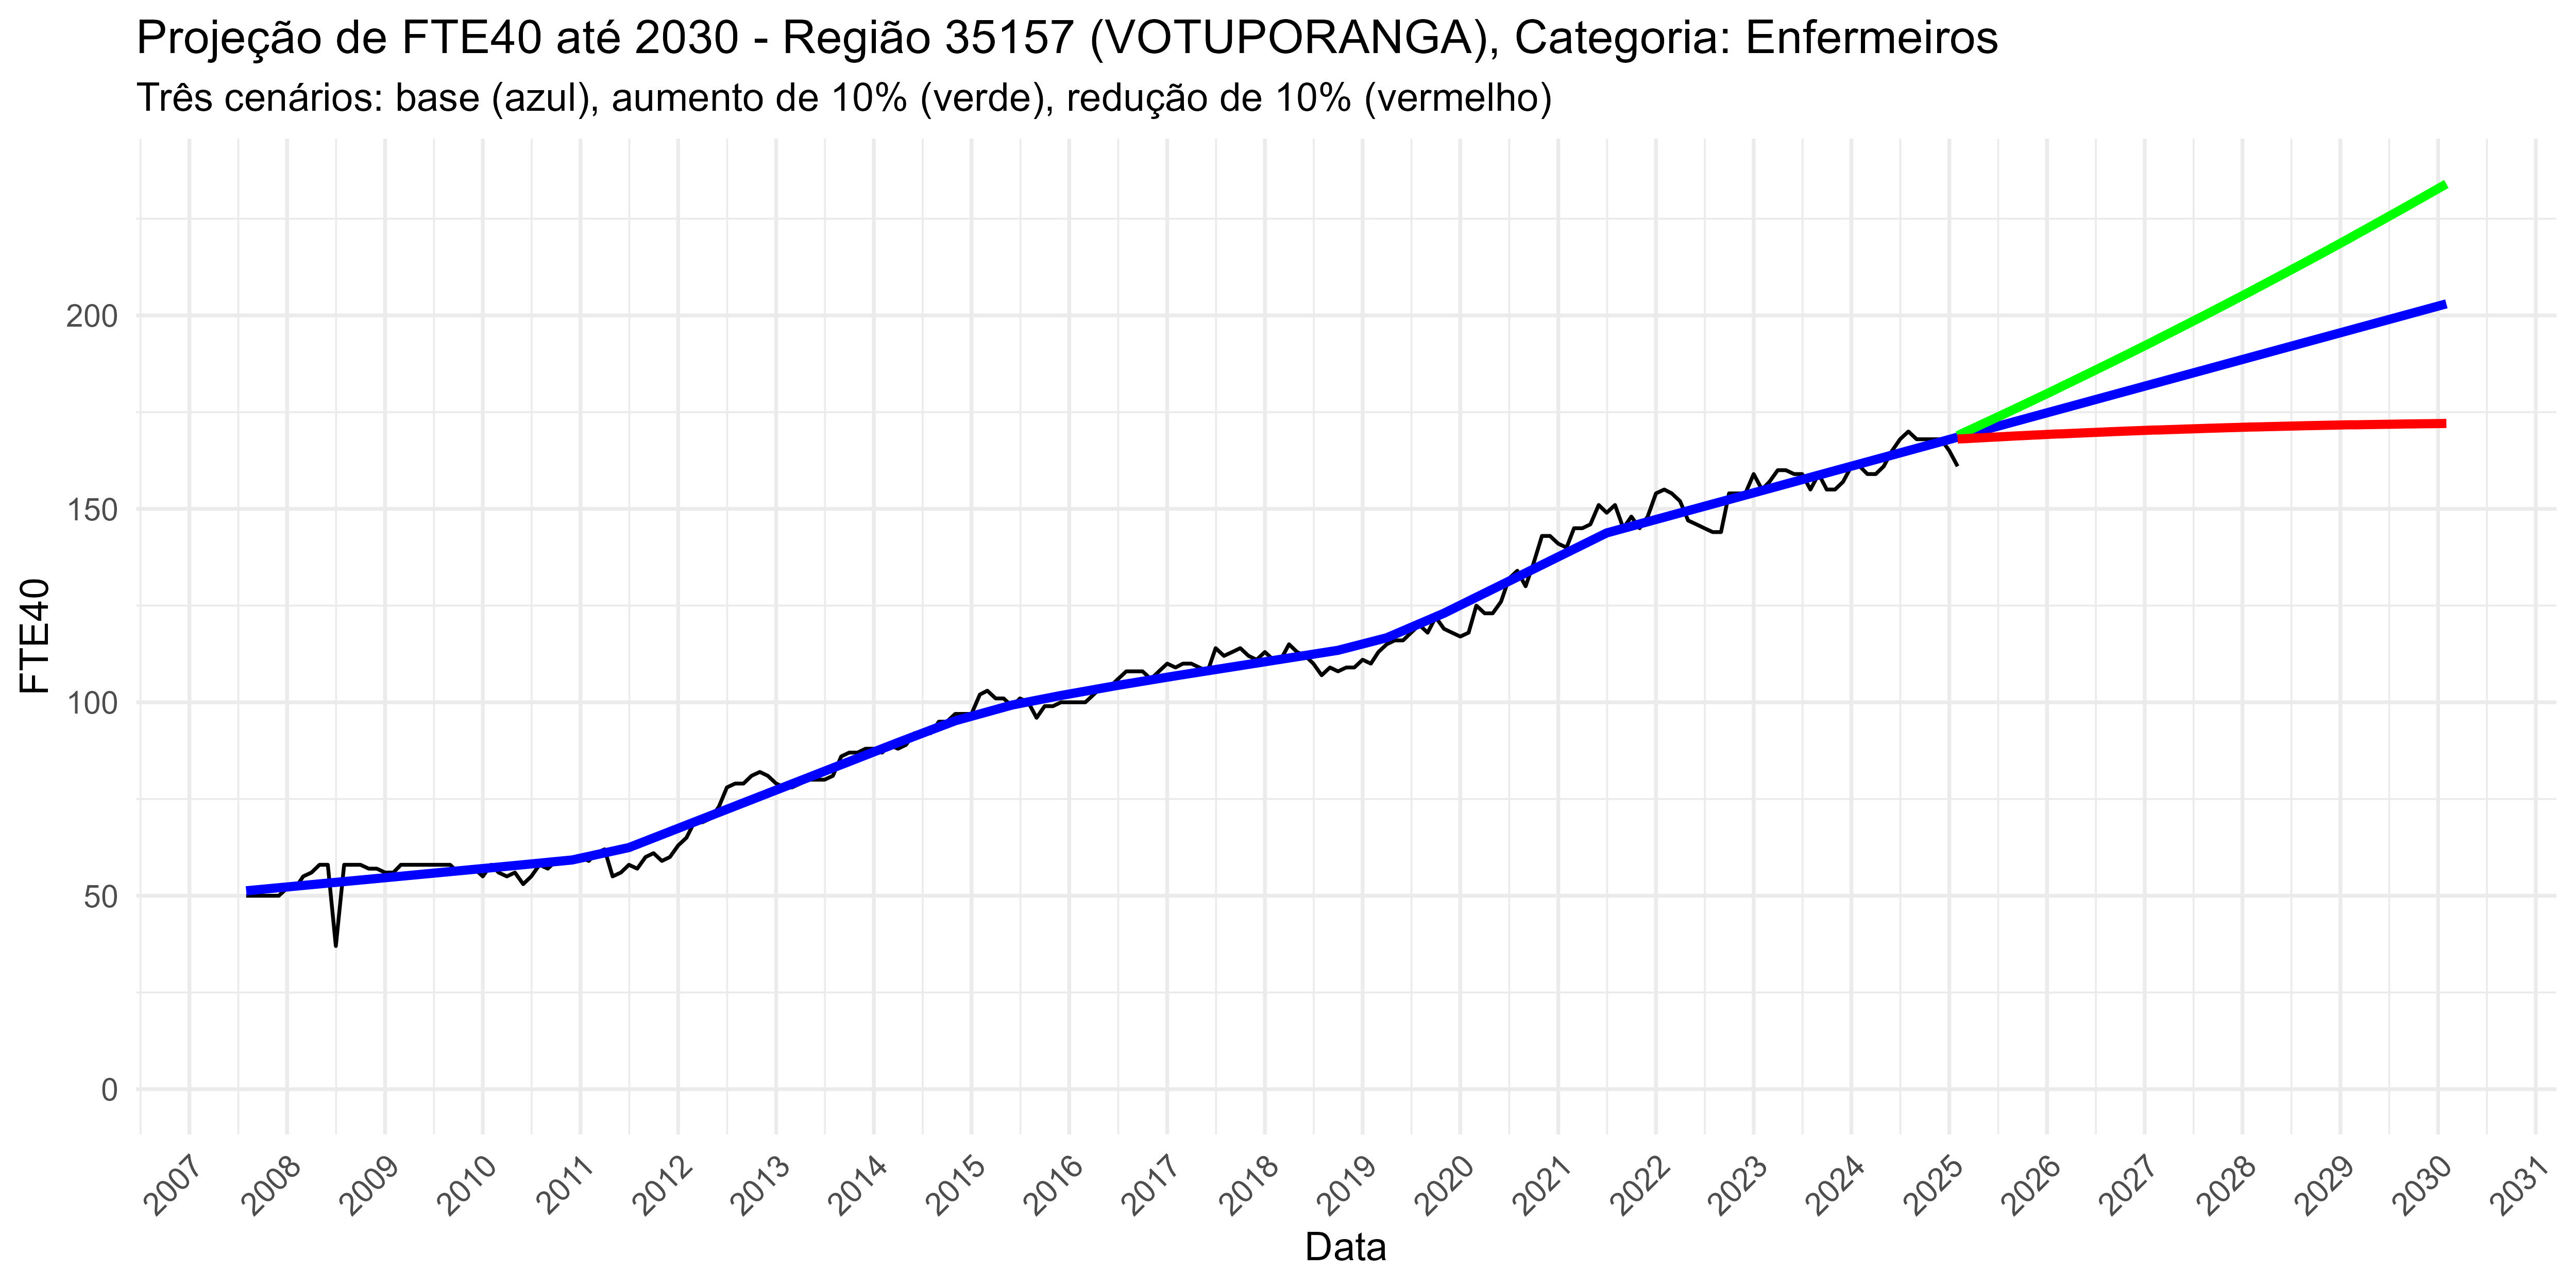 Projeção de FTE40 até 2030 - Região 35157 (VOTUPORANGA), Categoria: Enfermeiros
Três cenários: base (azul), aumento de 10% (verde), redução de 10% (vermelho)
FTE40
200
150
100
50
0
2007 2008 2009 2010 2011 2012 2013 2014 2015 2016 2017 2018 2019 2020 2021 2022 2023 2024 2025 2026 2027 2028 2029 2030 2031
Data